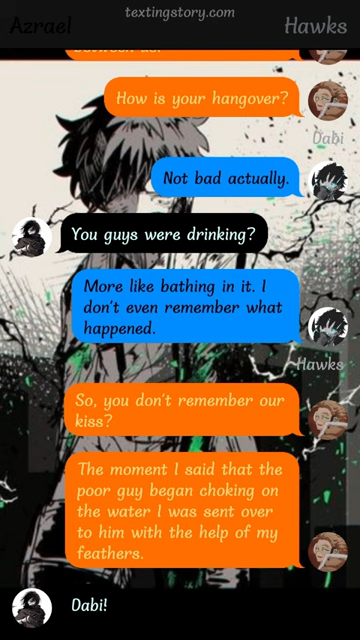 textingstory.com
Azrael
Hawks
between us.
How is your hangover?
Dabi
Not bad actually.
You guys were drinking?
More like bathing in it. I
don't even remember what
happened.
Hawks
So, you don't remember our
kiss?
The moment I said that the
poor guy began choking on
the water I was sent over
to him with the help of my
feathers.
Dabi!